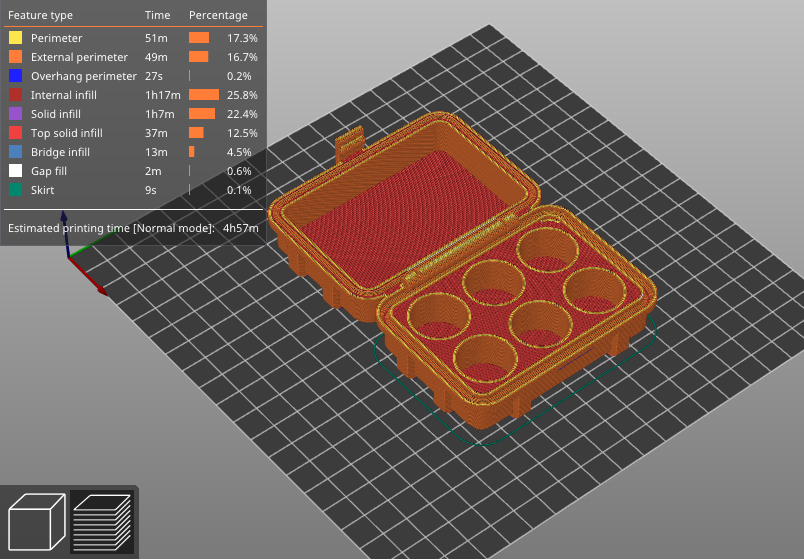 Feature type Time Percentage
Perimeter 51m 17.3%
External perimeter 49m 16.7%
Overhang perimeter 27s 0.2%
Internal infill 1h17m 25.8%
Solid infill 1h7m 22.4%
Top solid infill 37m 12.5%
Bridge infill 13m 4.5%
Gap fill 2m 0.6%
Skirt 9s 0.1%
Estimated printing time [Normal mode]: 4h57m